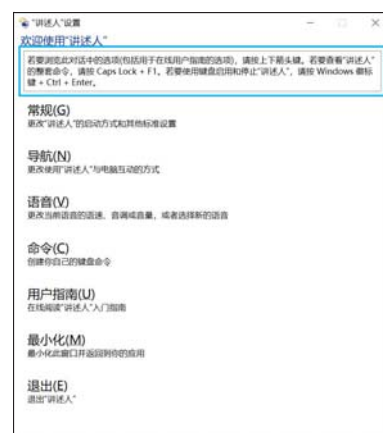 "讲述人"设置
欢迎使用"讲述人"
若要浏览此对话中的选项(包括用于在线用户指南的选项)，请按上下箭头键。若要查看"讲述人"
的整套命令，请按 Caps Lock + F1。若要使用键盘启用和停止"讲述人"，请按 Windows 徽标
键 + Ctrl + Enter。
常规(G)
更改"讲述人"的启动方式和其他标准设置
导航(N)
更改使用"讲述人"与电脑互动的方式
语音(V)
更改当前语音的语速、音调或音量，或者选择新的语音
命令(C)
创建你自己的键盘命令
用户指南(U)
在线阅读"讲述人"入门指南
最小化(M)
最小化此窗口并返回到你的应用
退出(E)
退出"讲述人"